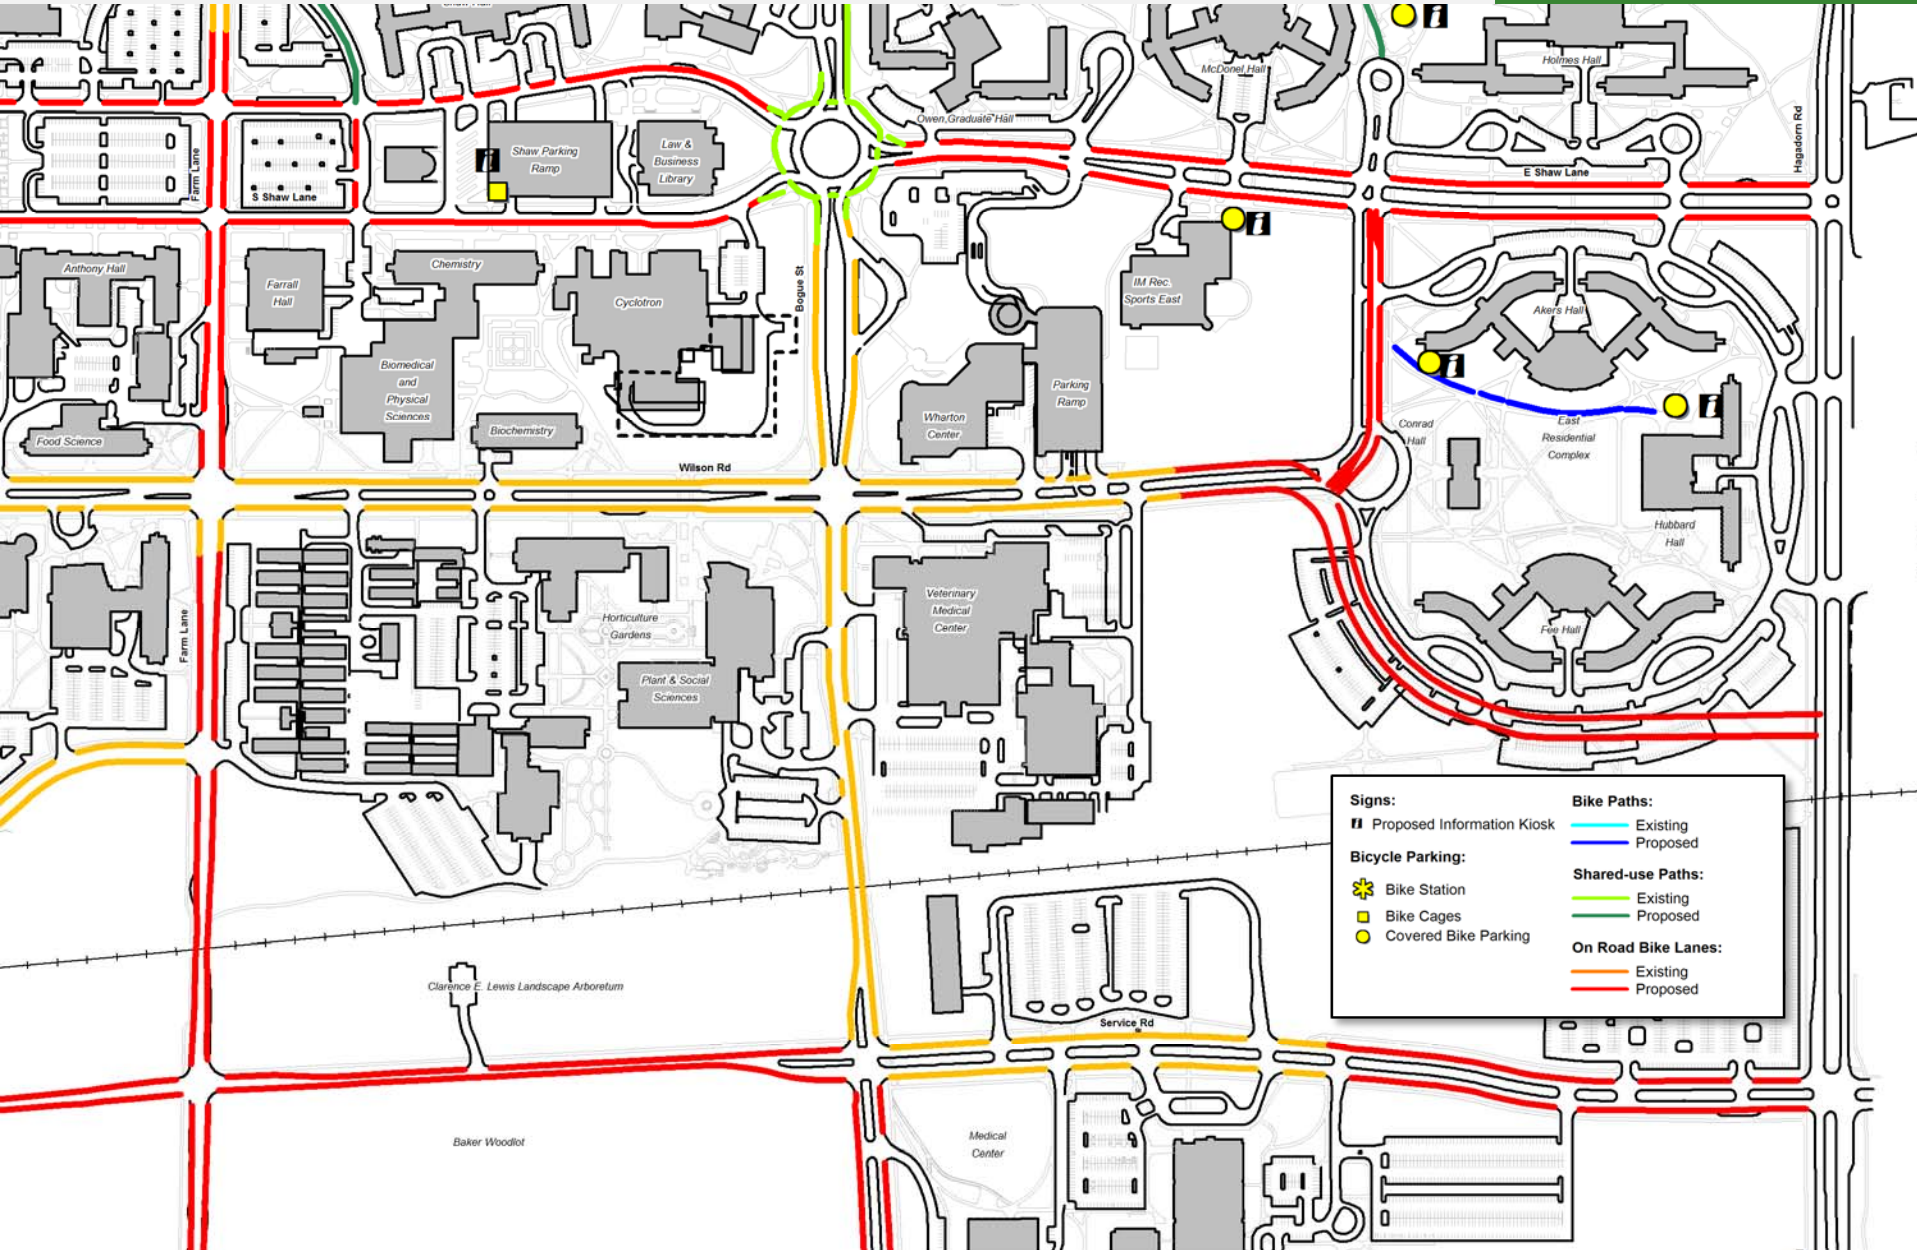 Shaw Hall
McDonel Hall
Holmes Hall
Owen Graduate Hall
Hagadorn Rd
Farm Lane
Shaw Parking
Ramp
Law &
Business
Library
E Shaw Lane
S Shaw Lane
Anthony Hall
Farrall
Hall
Chemistry
Cyclotron
Bogue St
IM Rec.
Sports East
Akers Hall
Biomedical
and
Physical
Sciences
Parking
Ramp
Wharton
Center
Conrad
Hall
East
Residential
Complex
Food Science
Biochemistry
Wilson Rd
Hubbard
Hall
Farm Lane
Horticulture
Gardens
Veterinary
Medical
Center
Fee Hall
Plant & Social
Sciences
Signs:
i Proposed Information Kiosk
Bicycle Parking:
Bike Station
Bike Cages
Covered Bike Parking
Bike Paths:
Existing
Proposed
Shared-use Paths:
Existing
Proposed
On Road Bike Lanes:
Existing
Proposed
Clarence E. Lewis Landscape Arboretum
Service Rd
Baker Woodlot
Medical
Center